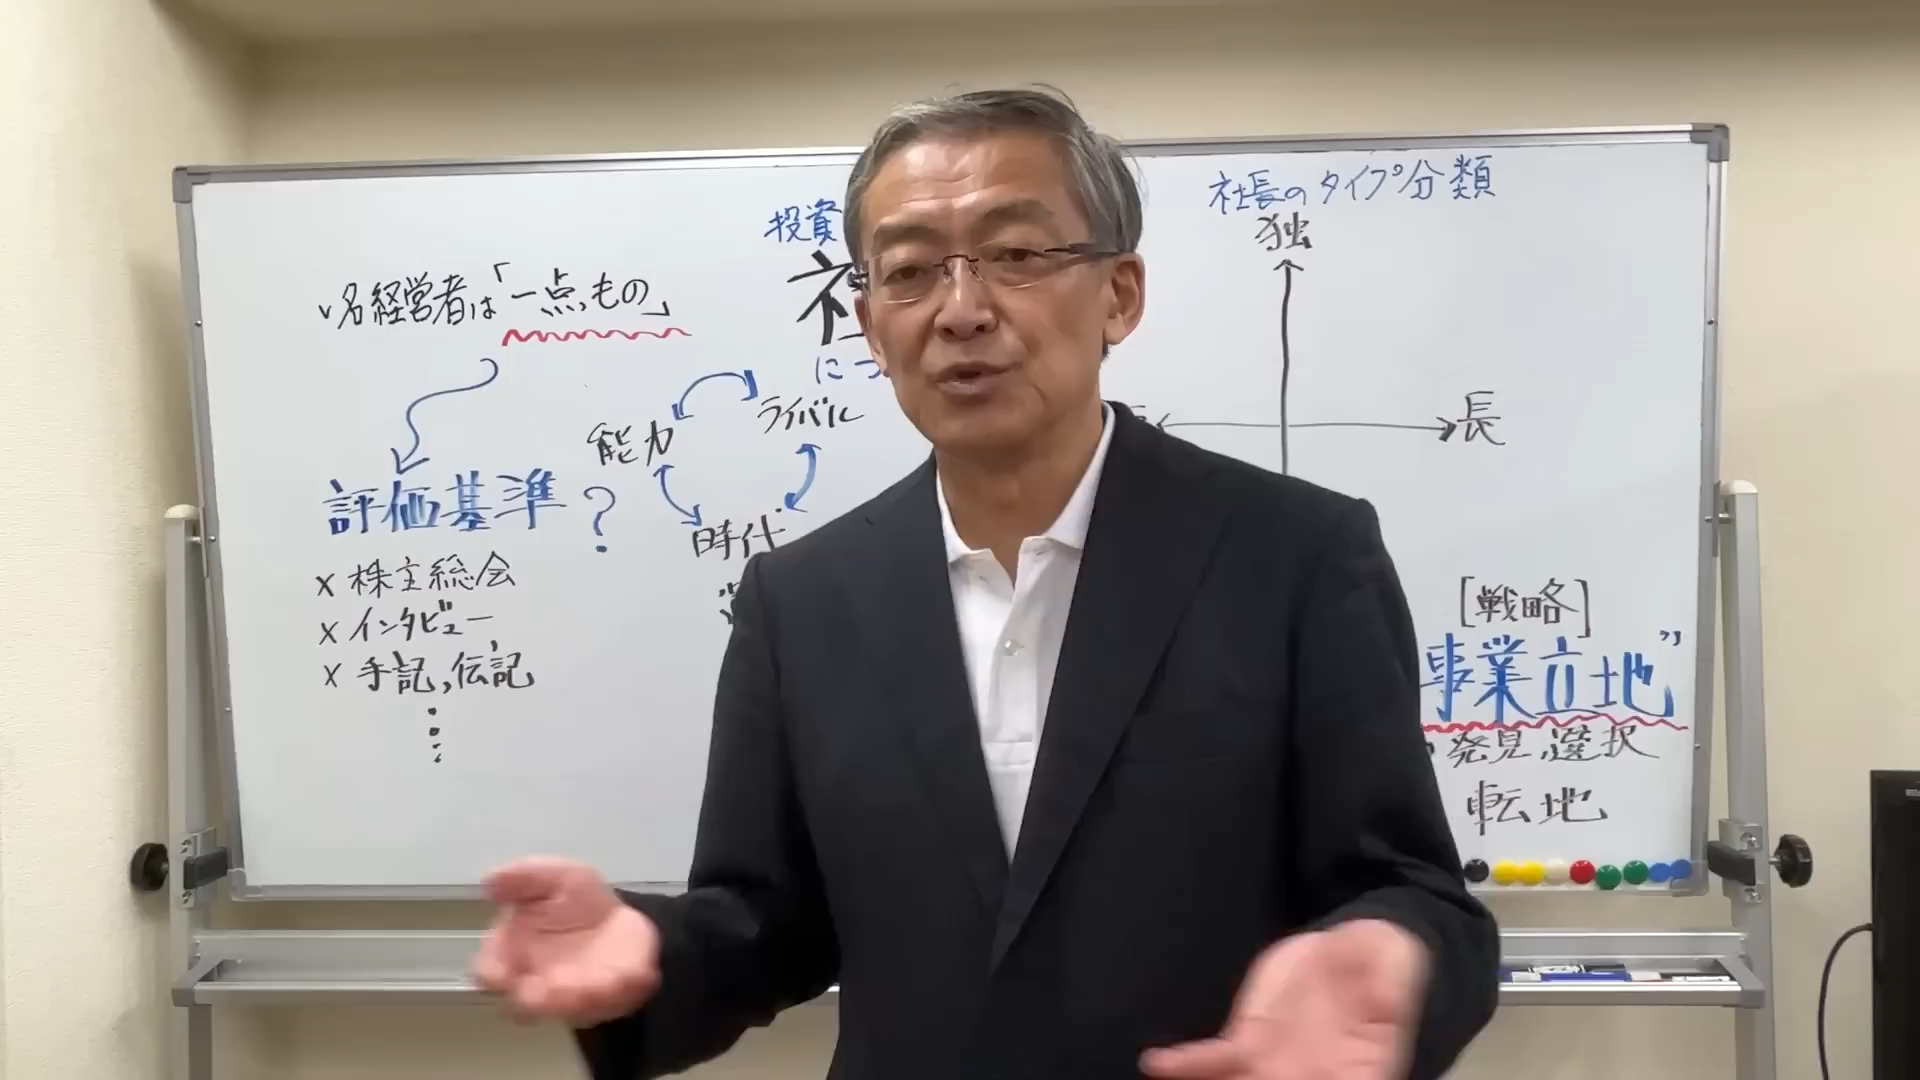 名経営者は「一点もの」
評価基準?
× 株主総会
× インタビュー
× 手記,伝記
投資
社
につ
能力
ライバル
時代
社長のタイプ分類
独
長
[戦略]
事業立地”
発見,選択
転地